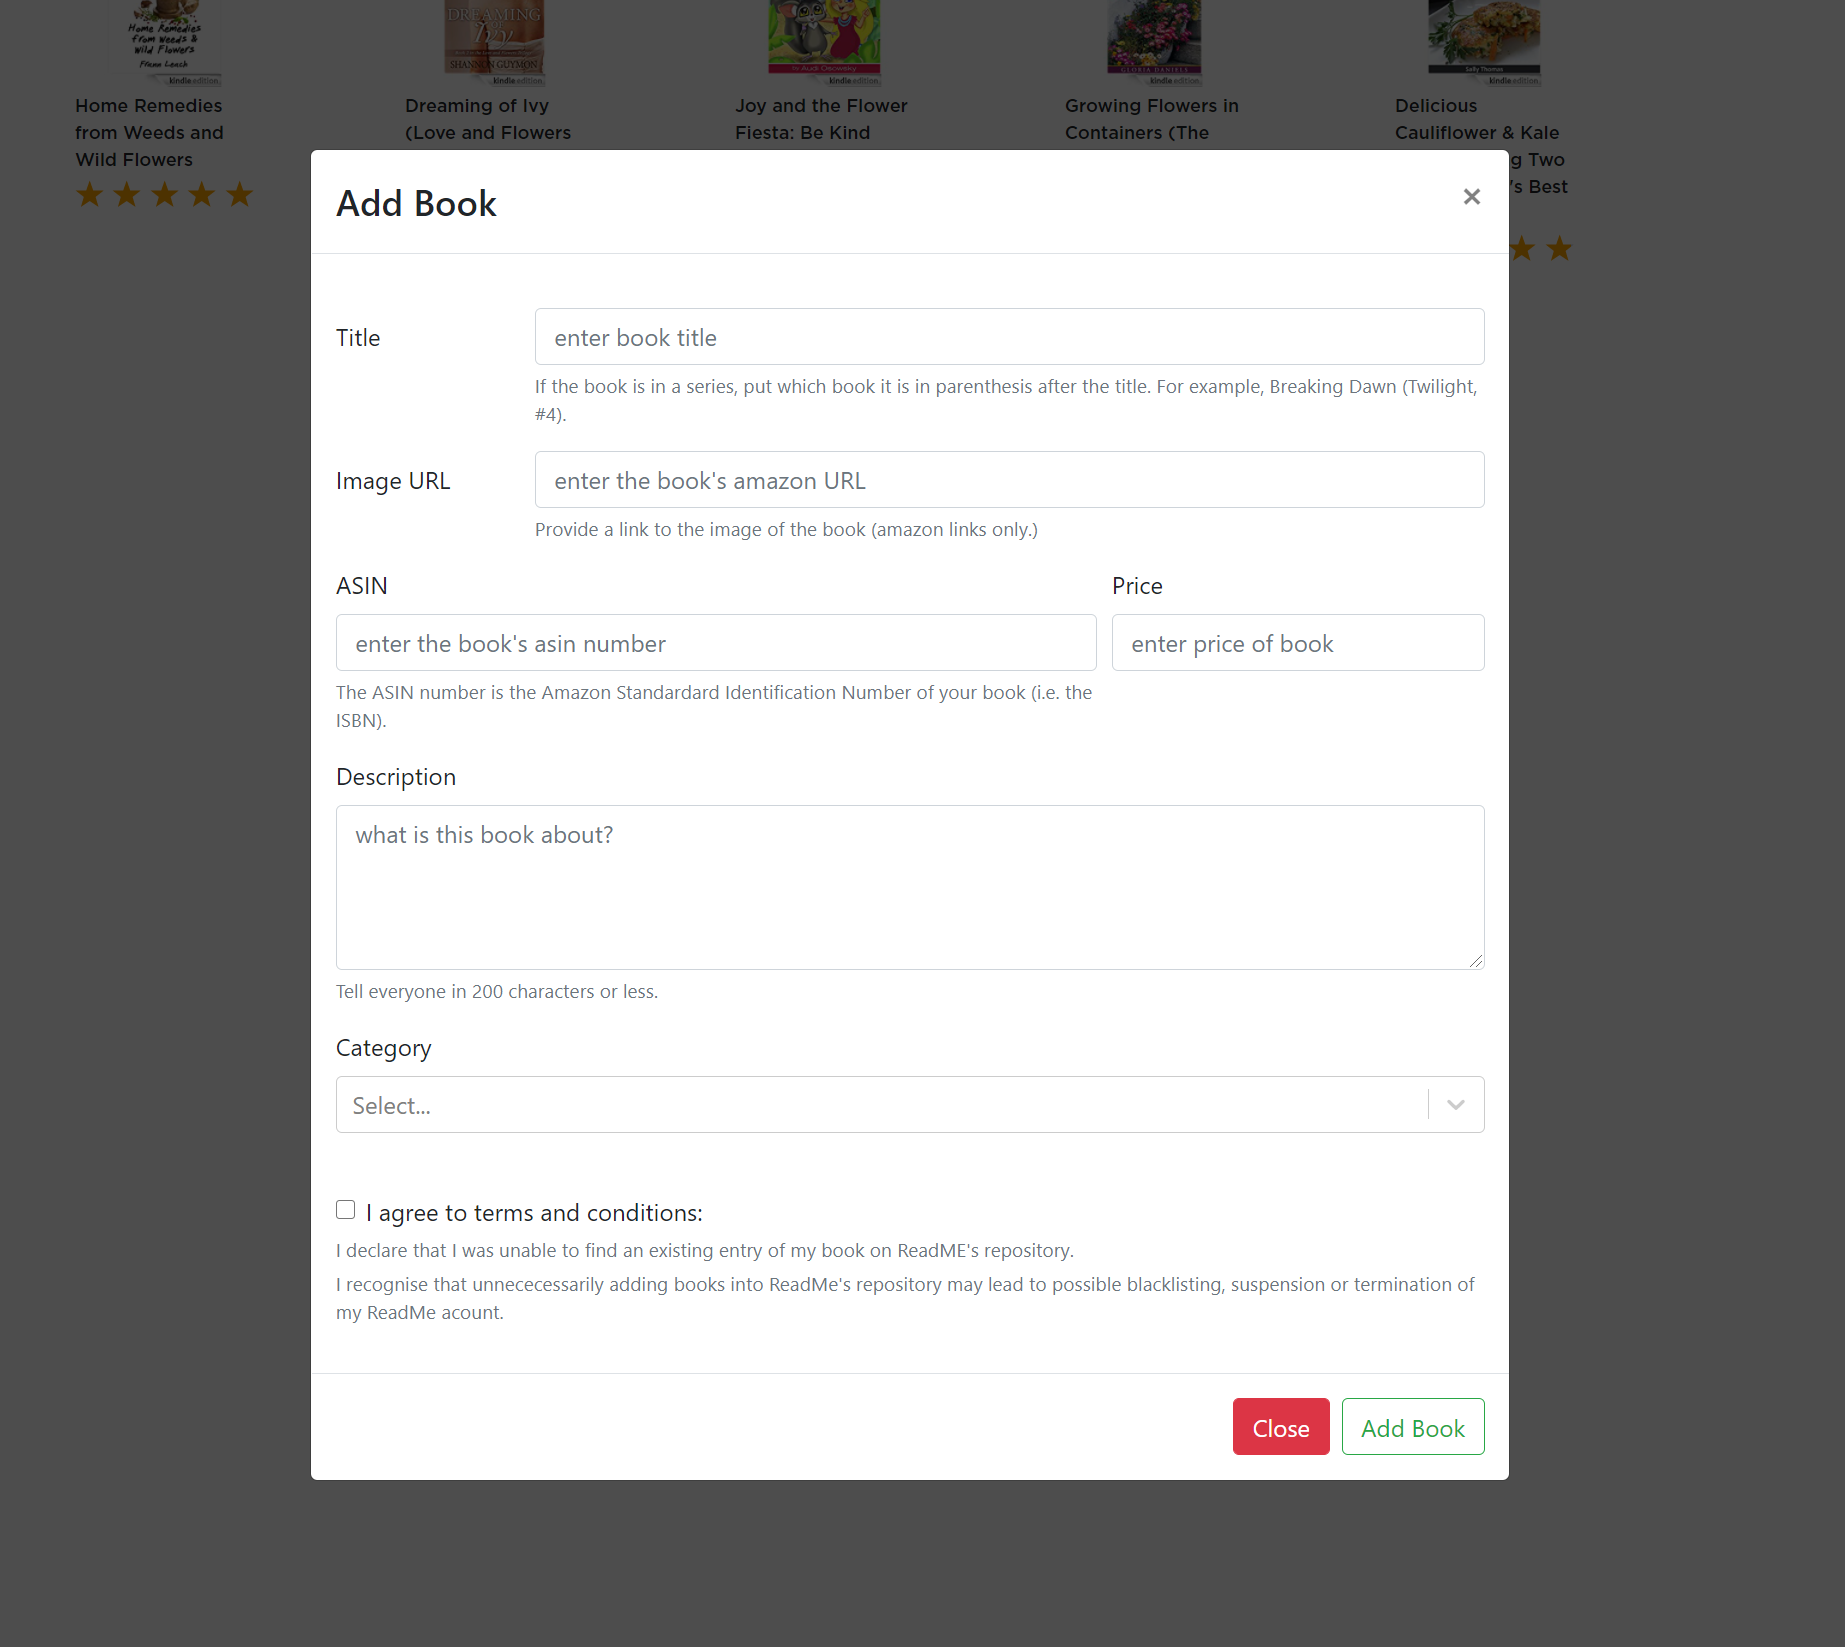 Home Remedies
from Weeds &
Wild Flowers
Frann Leach
kindle edition
DREAMING
OF
Ivy
SHANNON GUYMON
kindle edition
kindle edition
GLORIA DANIELS
kindle edition
Sally Thomas
kindle edition
Home Remedies
from Weeds and
Wild Flowers
Dreaming of Ivy
(Love and Flowers
Joy and the Flower
Fiesta: Be Kind
Growing Flowers in
Containers (The
Delicious
Cauliflower & Kale
g Two
's Best
Add Book
×
Title
enter book title
If the book is in a series, put which book it is in parenthesis after the title. For example, Breaking Dawn (Twilight,
#4).
Image URL
enter the book's amazon URL
Provide a link to the image of the book (amazon links only.)
ASIN
Price
enter the book's asin number
enter price of book
The ASIN number is the Amazon Standardard Identification Number of your book (i.e. the
ISBN).
Description
what is this book about?
Tell everyone in 200 characters or less.
Category
Select...
I agree to terms and conditions:
I declare that I was unable to find an existing entry of my book on ReadME's repository.
I recognise that unnececessarily adding books into ReadMe's repository may lead to possible blacklisting, suspension or termination of
my ReadMe acount.
Close
Add Book